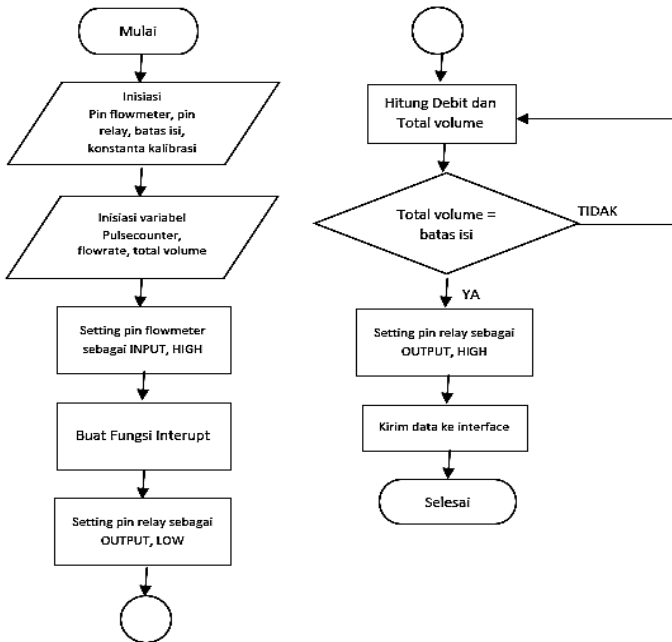 Mulai
Inisiasi
Pin flowmeter, pin
relay, batas isi,
konstanta kalibrasi
Inisiasi variabel
Pulsecounter,
flowrate, total volume
Setting pin flowmeter
sebagai INPUT, HIGH
Buat Fungsi Interupt
Setting pin relay sebagai
OUTPUT, LOW
Hitung Debit dan
Total volume
Total volume =
batas isi
TIDAK
YA
Setting pin relay sebagai
OUTPUT, HIGH
Kirim data ke interface
Selesai